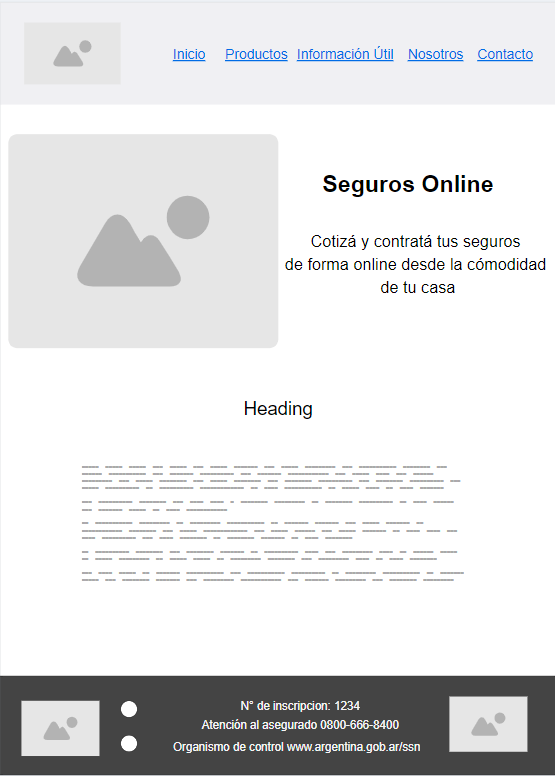 Inicio Productos Información Útil Nosotros Contacto
Seguros Online
Cotizá y contratá tus seguros
de forma online desde la cómodidad
de tu casa
Heading
N° de inscripcion: 1234
Atención al asegurado 0800-666-8400
Organismo de control www.argentina.gob.ar/ssn